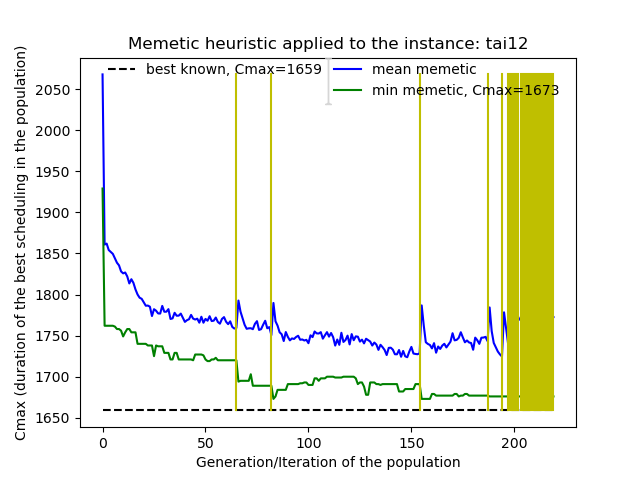 Memetic heuristic applied to the instance: tai12
best known, Cmax=1659
mean memetic
min memetic, Cmax=1673
Cmax (duration of the best scheduling in the population)
2050
2000
1950
1900
1850
1800
1750
1700
1650
0 50 100 150 200
Generation/Iteration of the population